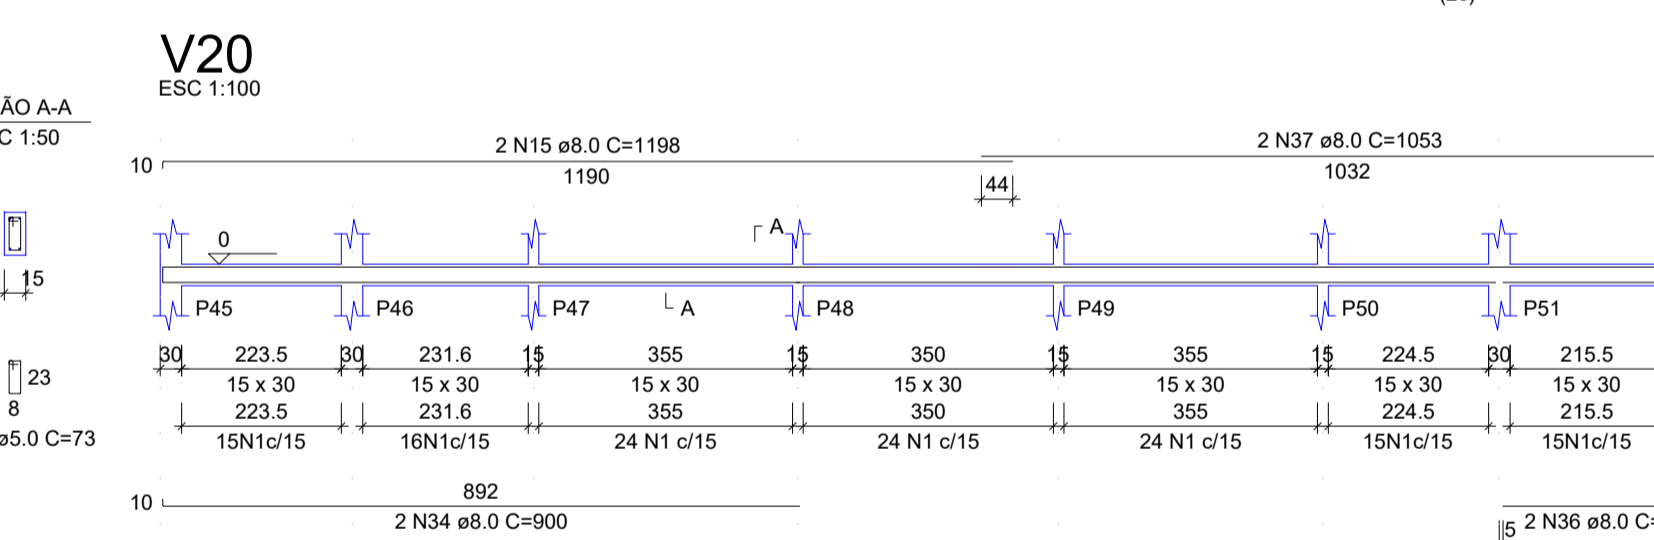 V20
ESC 1:100
ÃO A-A
C 1:50
2 N15 ø8.0 C=1198
2 N37 ø8.0 C=1053
10
1190
1032
44
0
A
15
P45 P46 P47 A P48 P49 P50 P51
30 223.5 30 231.6 15 355 15 350 15 355 15 224.5 30 215.5
15 x 30 15 x 30 15 x 30 15 x 30 15 x 30 15 x 30 15 x 30
23
8
223.5 231.6 355 350 355 224.5 215.5
ø5.0 C=73
15N1c/15 16N1c/15 24 N1 c/15 24 N1 c/15 24 N1 c/15 15N1c/15 15N1c/15
10
892
2 N34 ø8.0 C=900
5 2 N36 ø8.0 C=